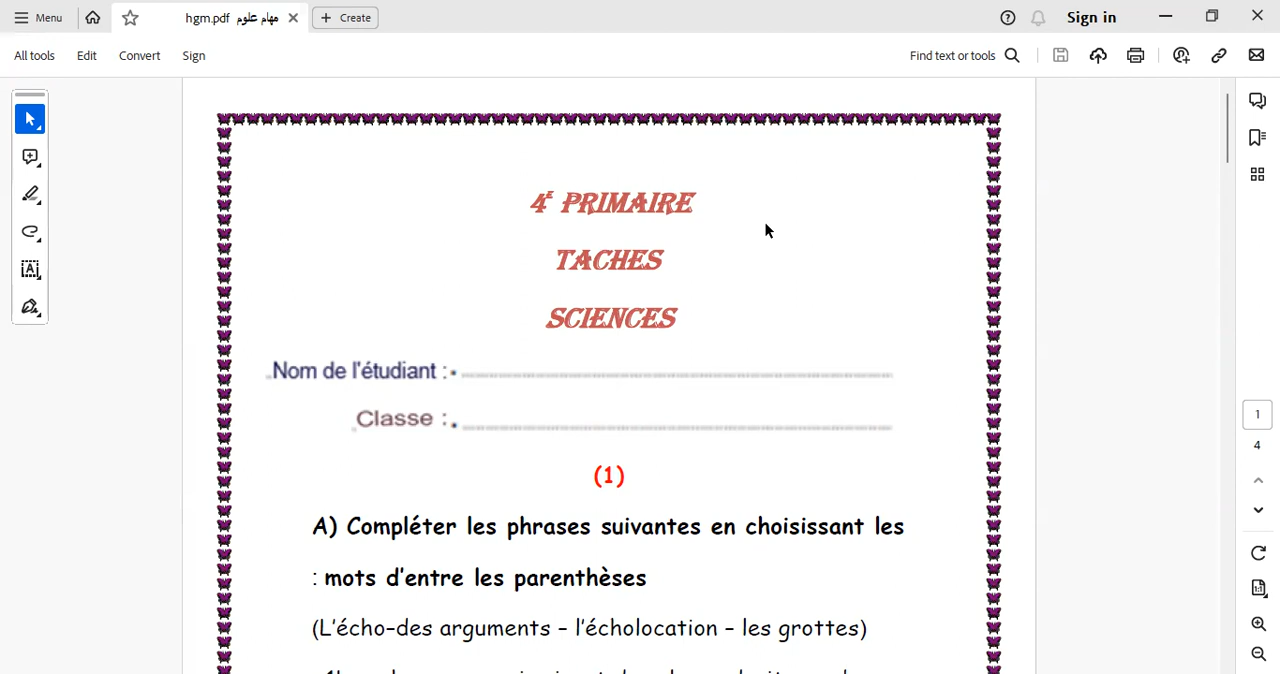 Menu
hgm.pdf مهام علوم
Create
Sign in
All tools
Edit
Convert
Sign
Find text or tools
4E PRIMAIRE
TACHES
SCIENCES
Nom de l'étudiant :
Classe :
(1)
A) Compléter les phrases suivantes en choisissant les
: mots d'entre les parenthèses
(L'écho-des arguments – l'écholocation – les grottes)
1
4